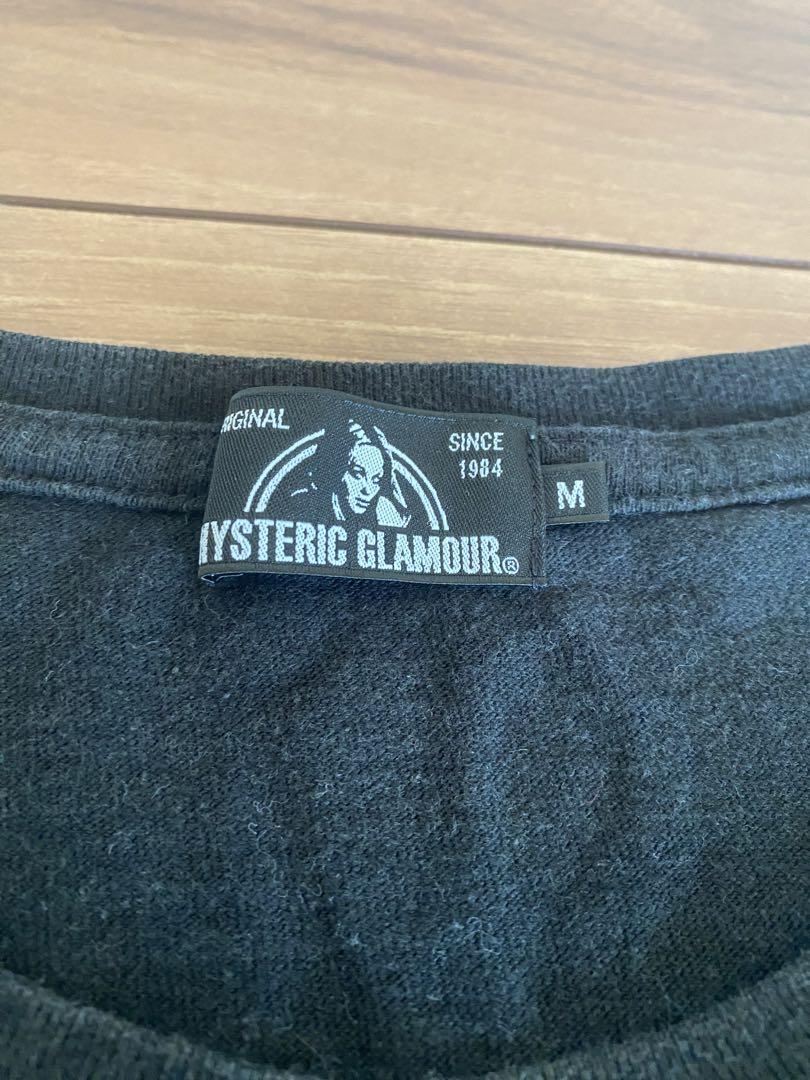 ORIGINAL
SINCE
1984
M
HYSTERIC GLAMOUR®